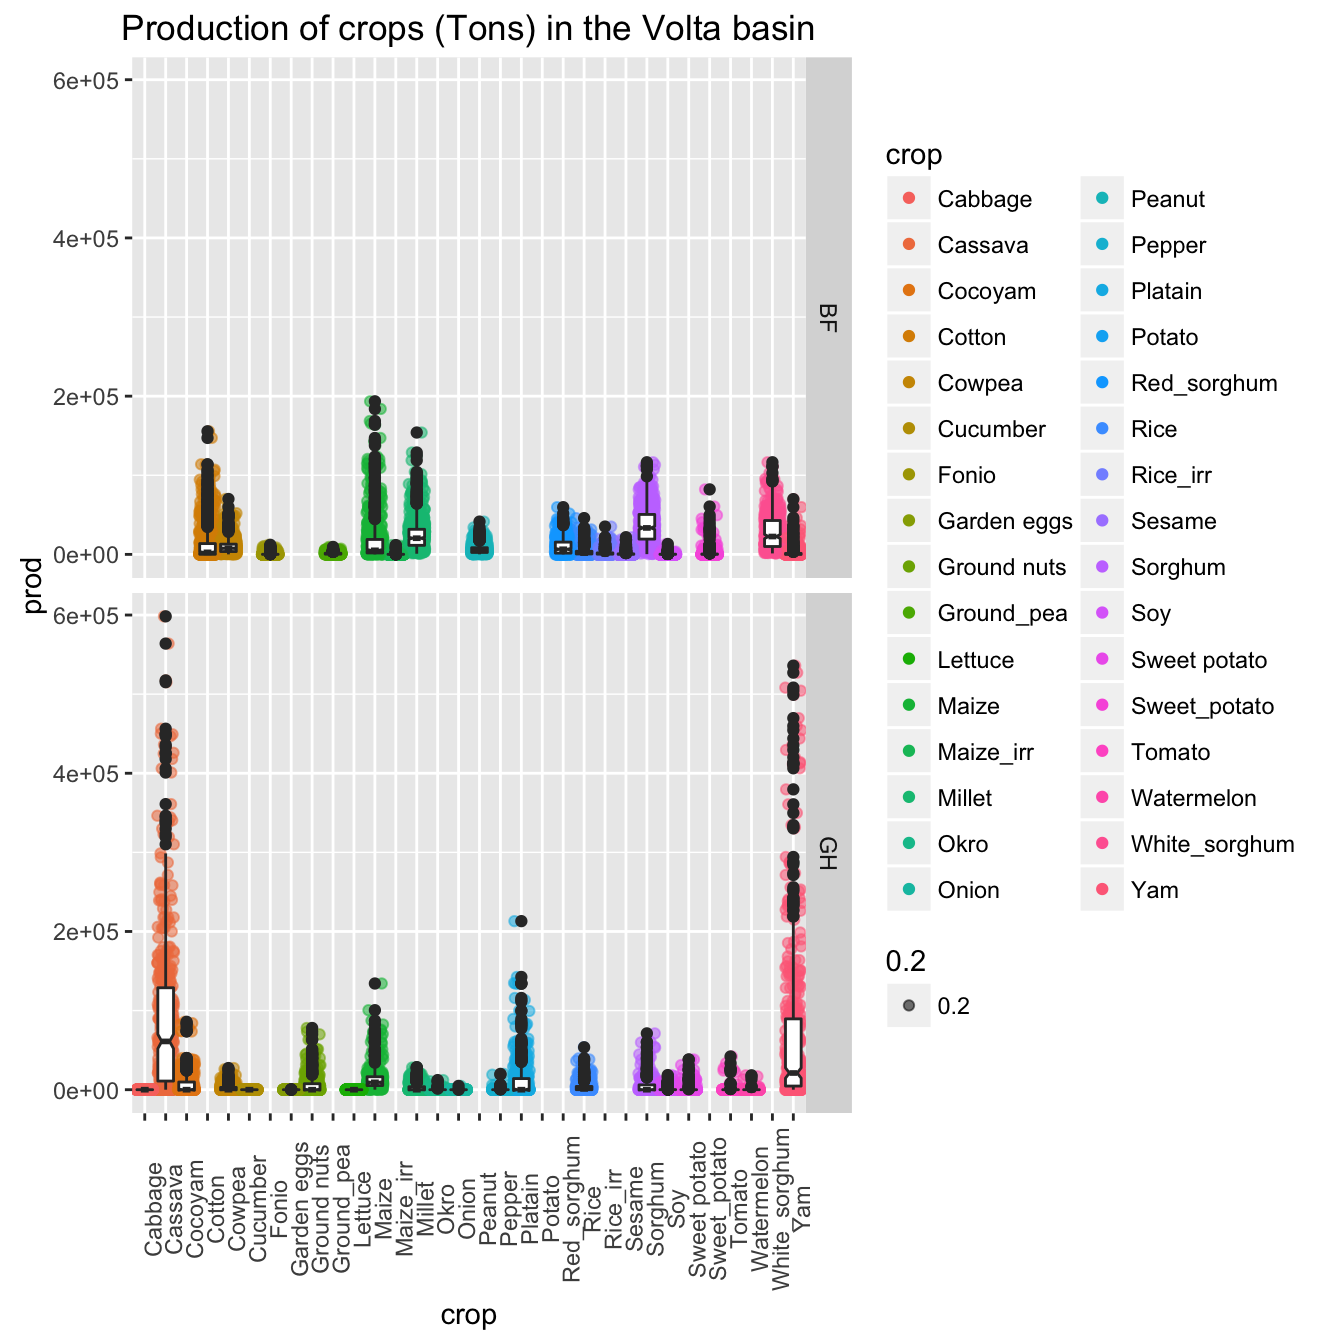 Production of crops (Tons) in the Volta basin
prod
6e+05
4e+05
2e+05
0e+00
BF
6e+05
4e+05
2e+05
0e+00
GH
Cabbage
Cassava
Cocoyam
Cotton
Cowpea
Cucumber
Fonio
Garden eggs
Ground nuts
Ground_pea
Lettuce
Maize
Maize_irr
Millet
Okro
Onion
Peanut
Pepper
Platain
Potato
Red_sorghum
Rice
Rice_irr
Sesame
Sorghum
Soy
Sweet potato
Sweet_potato
Tomato
Watermelon
White_sorghum
Yam
crop
crop
Cabbage
Cassava
Cocoyam
Cotton
Cowpea
Cucumber
Fonio
Garden eggs
Ground nuts
Ground_pea
Lettuce
Maize
Maize_irr
Millet
Okro
Onion
Peanut
Pepper
Platain
Potato
Red_sorghum
Rice
Rice_irr
Sesame
Sorghum
Soy
Sweet potato
Sweet_potato
Tomato
Watermelon
White_sorghum
Yam
0.2
0.2